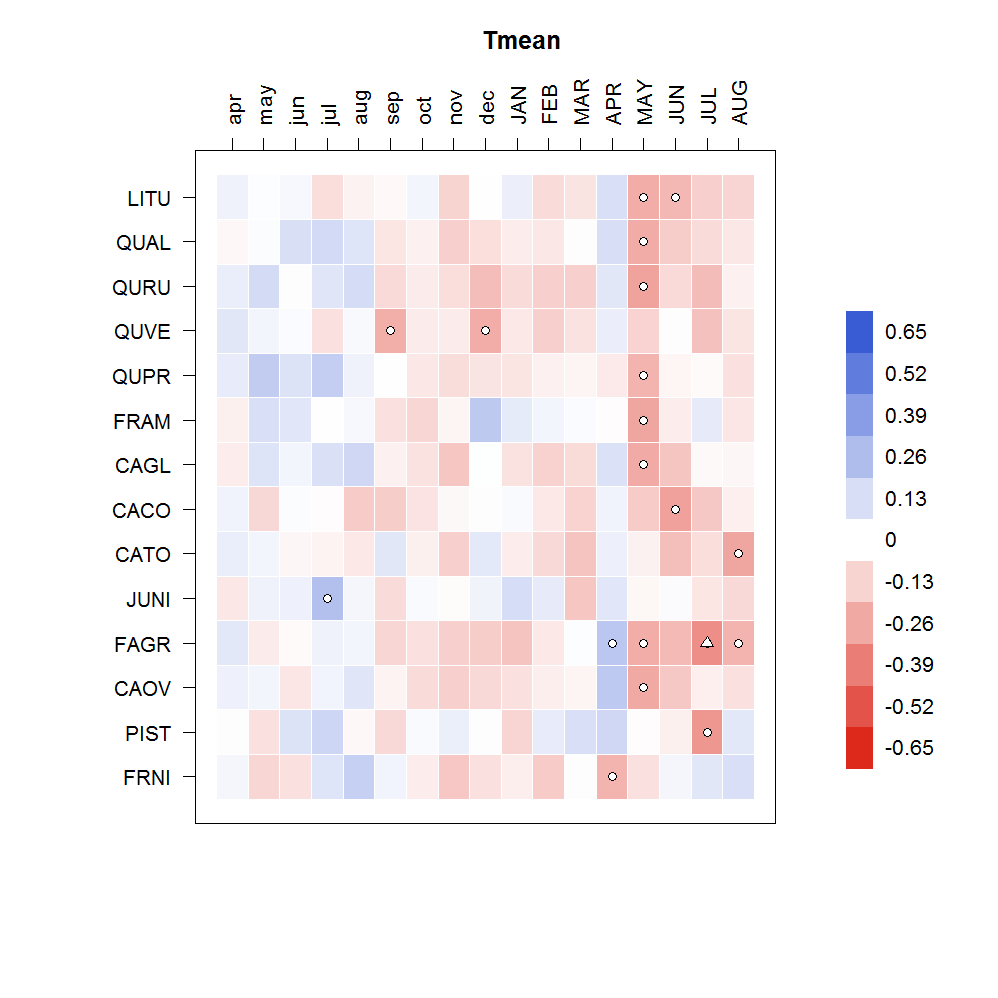 Tmean
apr may jun jul aug sep oct nov dec JAN FEB MAR APR MAY JUN JUL AUG
LITU
QUAL
QURU
QUVE
QUPR
FRAM
CAGL
CACO
CATO
JUNI
FAGR
CAOV
PIST
FRNI
0.65
0.52
0.39
0.26
0.13
0
-0.13
-0.26
-0.39
-0.52
-0.65